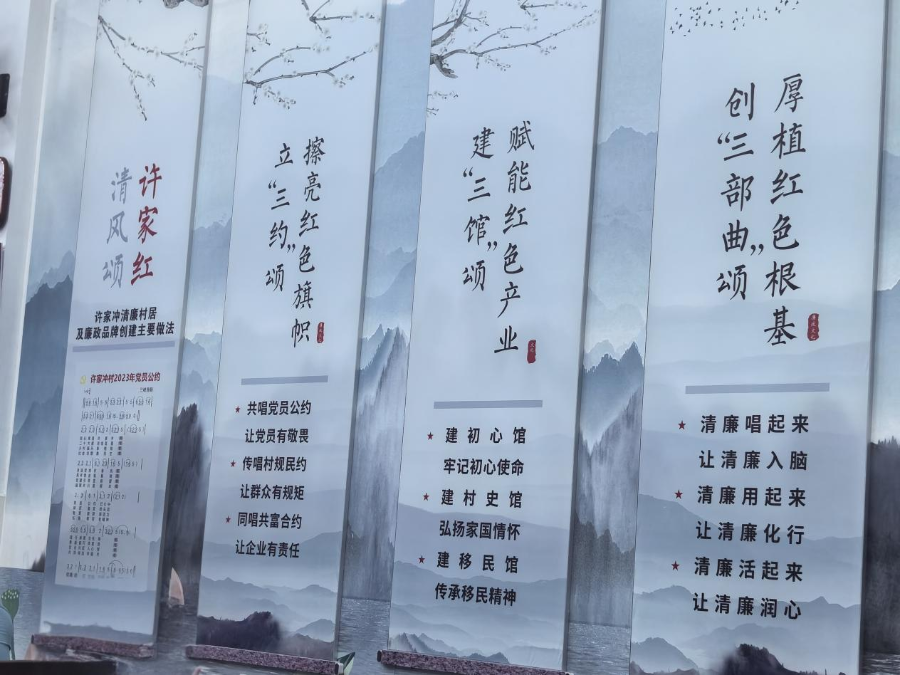 许家红
清风颂
许家冲清廉村居
及廉政品牌创建主要做法
许家冲村2023年党员公约
擦亮红色旗帜
立“三约”颂
共唱党员公约
让党员有敬畏
传唱村规民约
让群众有规矩
同唱共富合约
让企业有责任
赋能红色产业
建“三馆”颂
建初心馆
牢记初心使命
建村史馆
弘扬家国情怀
建移民馆
传承移民精神
厚植红色根基
创“三部曲”颂
清廉唱起来
让清廉入脑
清廉用起来
让清廉化行
清廉活起来
让清廉润心